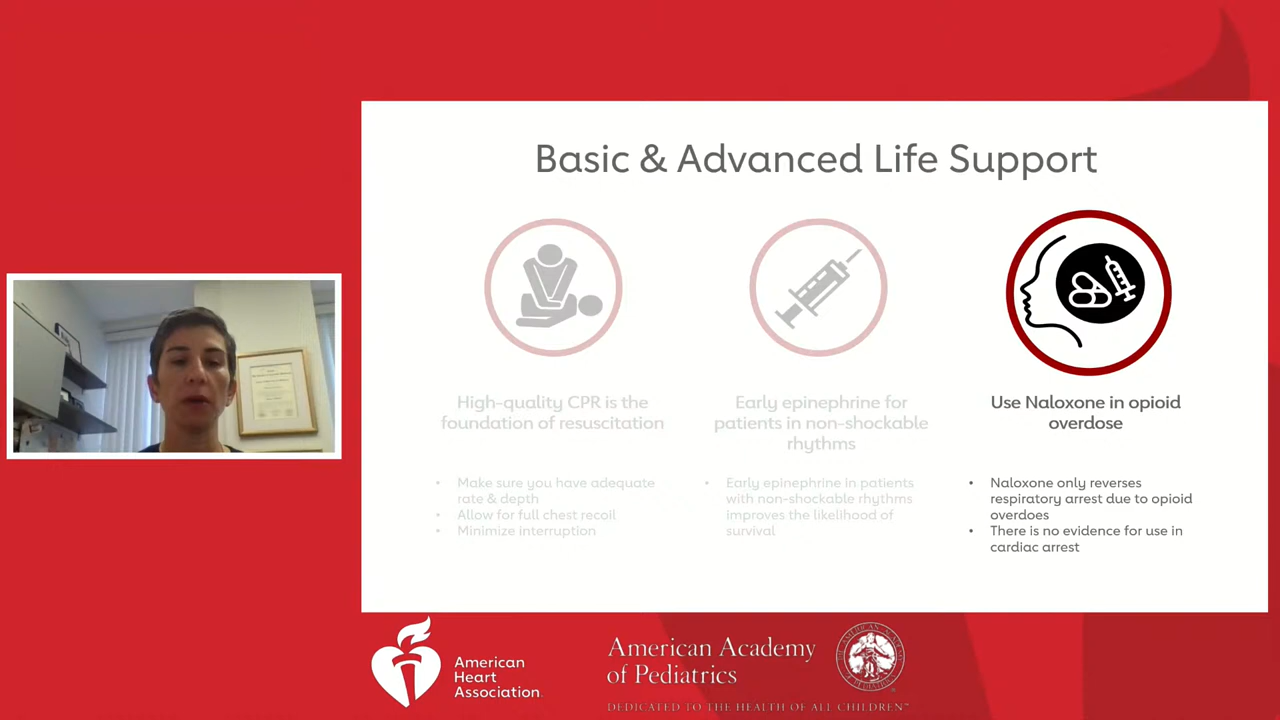 Basic & Advanced Life Support
High-quality CPR is the
foundation of resuscitation
Make sure you have adequate
rate & depth
Allow for full chest recoil
Minimize interruption
Early epinephrine for
patients in non-shockable
rhythms
Early epinephrine in patients
with non-shockable rhythms
improves the likelihood of
survival
Use Naloxone in opioid
overdose
Naloxone only reverses
respiratory arrest due to opioid
overdoes
There is no evidence for use in
cardiac arrest
American
Heart
Association.
American Academy
of Pediatrics
DEDICATED TO THE HEALTH OF ALL CHILDREN™